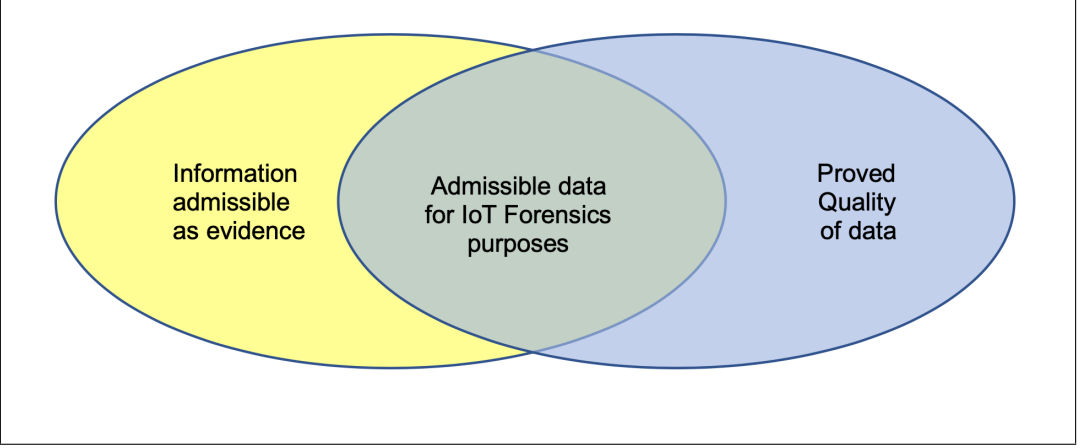 Information
admissible
as evidence
Admissible data
for IoT Forensics
purposes
Proved
Quality
of data